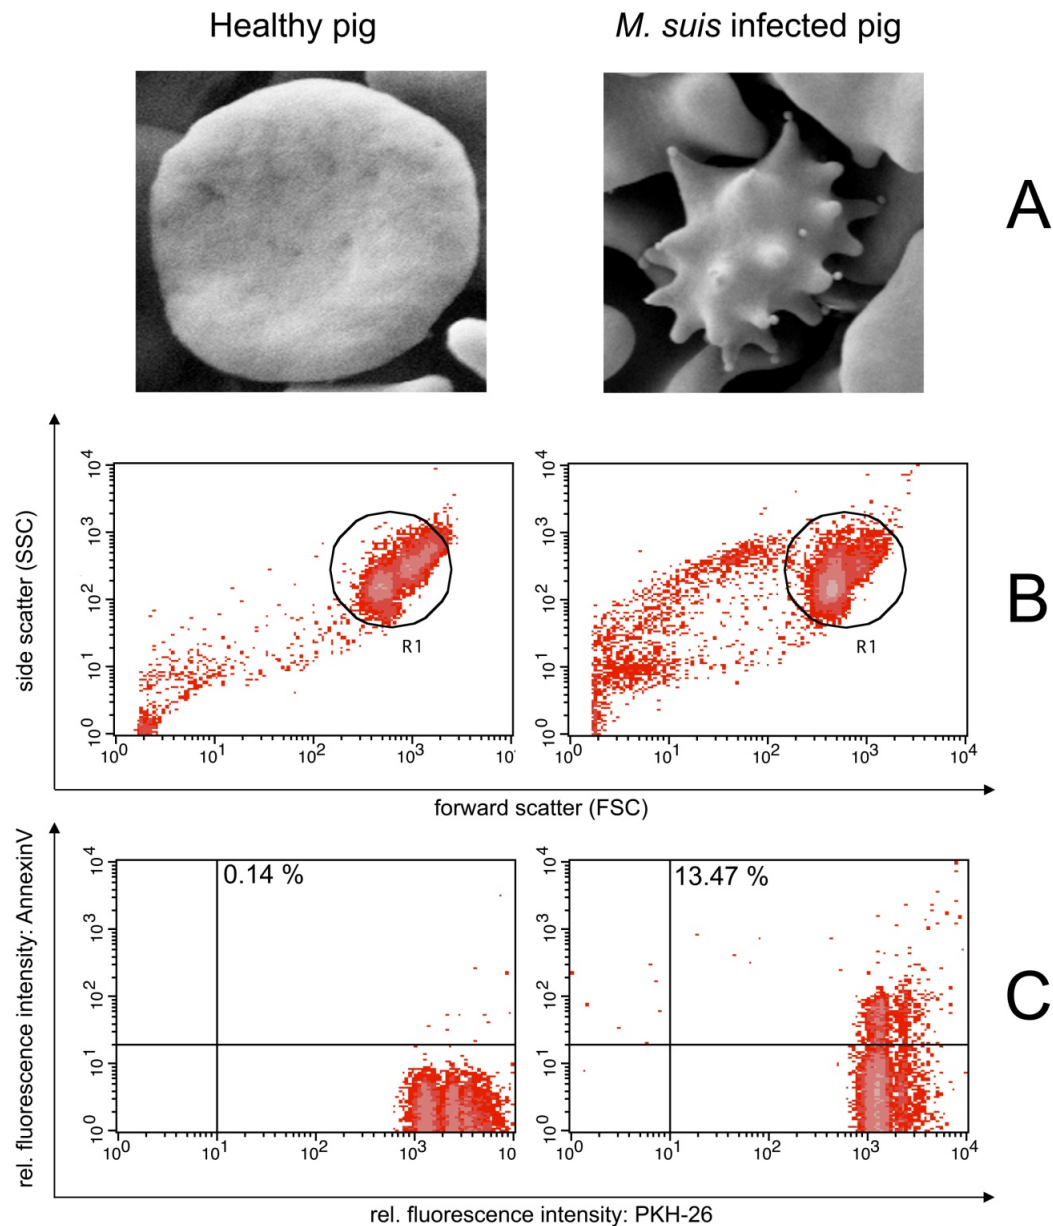 Healthy pig
M. suis infected pig
A
side scatter (SSC)
10⁴
10³
10²
10¹
10⁰
R1
10⁰ 10¹ 10² 10³ 10
10⁴
10³
10²
10¹
10⁰
R1
10⁰ 10¹ 10² 10³ 10⁴
B
forward scatter (FSC)
rel. fluorescence intensity: AnnexinV
10⁴
10³
10²
10¹
10⁰
0.14 %
10⁰ 10¹ 10² 10³ 10
10⁴
10³
10²
10¹
10⁰
13.47 %
10⁰ 10¹ 10² 10³ 10⁴
C
rel. fluorescence intensity: PKH-26